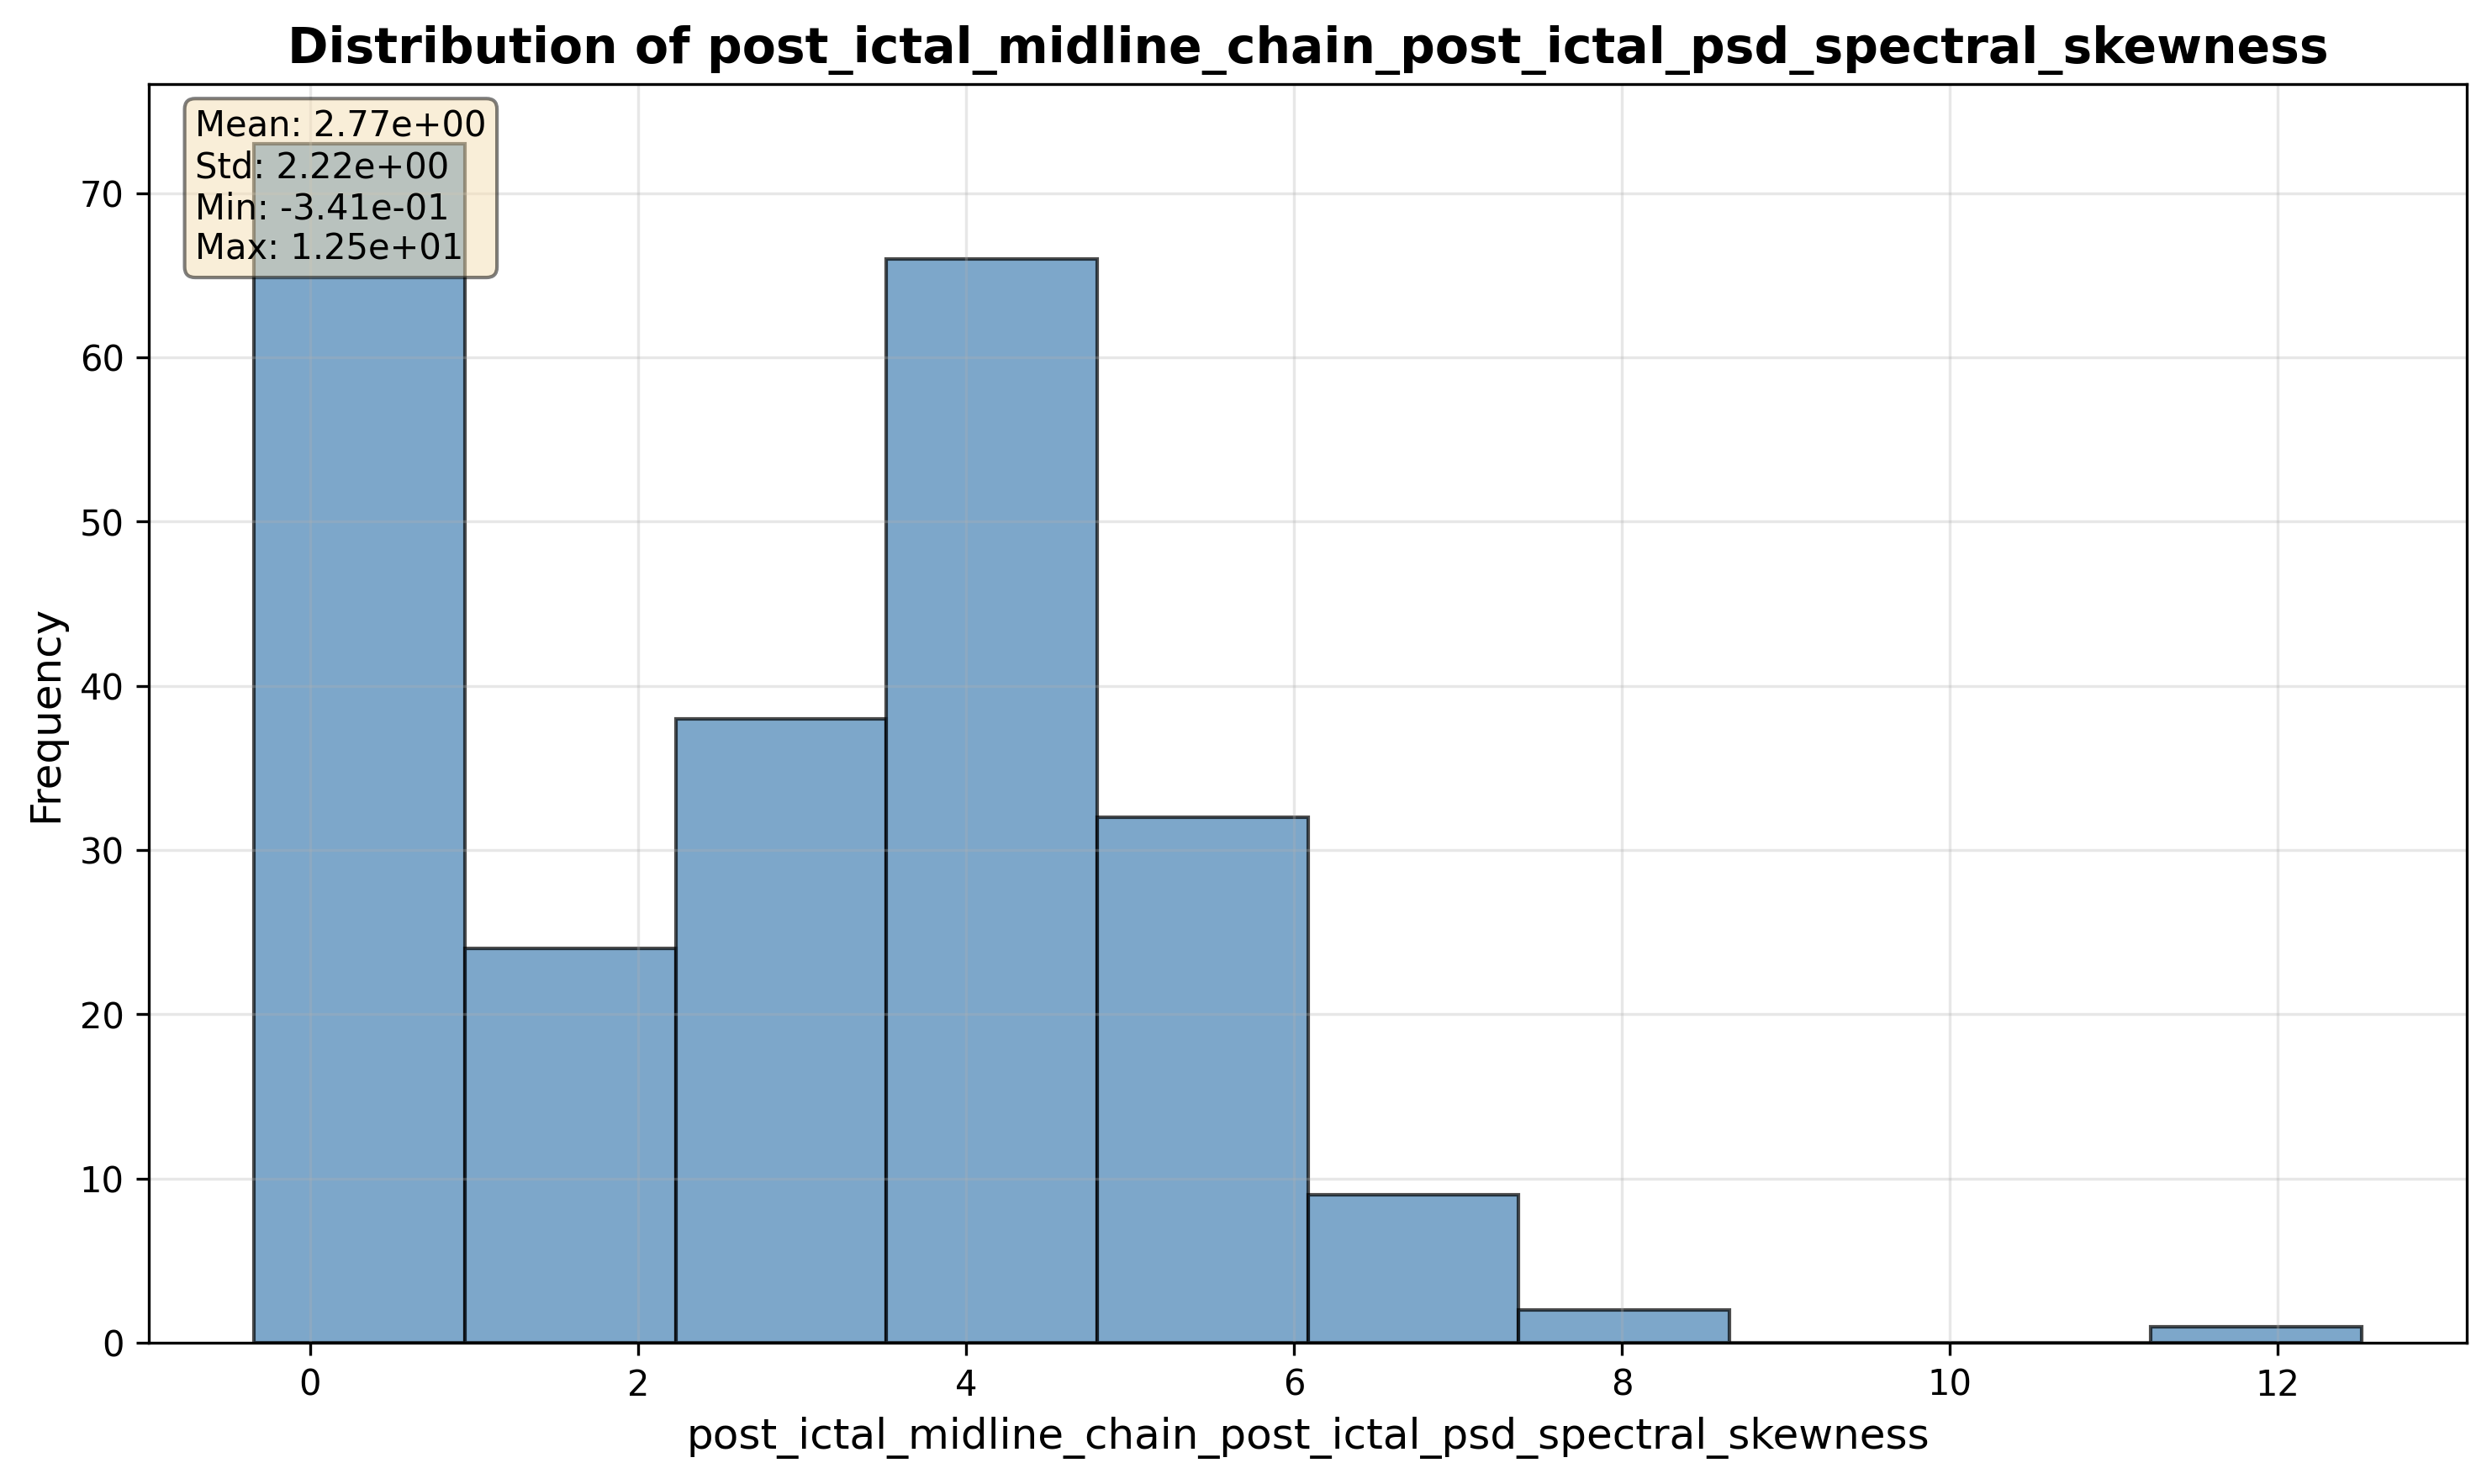 Distribution of post_ictal_midline_chain_post_ictal_psd_spectral_skewness
Mean: 2.77e+00
Std: 2.22e+00
Min: -3.41e-01
Max: 1.25e+01
70
60
50
40
30
20
10
0
Frequency
0 2 4 6 8 10 12
post_ictal_midline_chain_post_ictal_psd_spectral_skewness